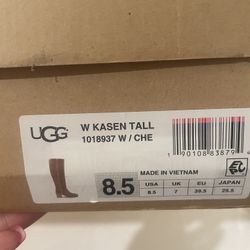 UGG
W KASEN TALL
1018937 W / CHE
1 90108 83879
MADE IN VIETNAM
8.5
USA UK EU JAPAN
8.5 7 39.5 25.5